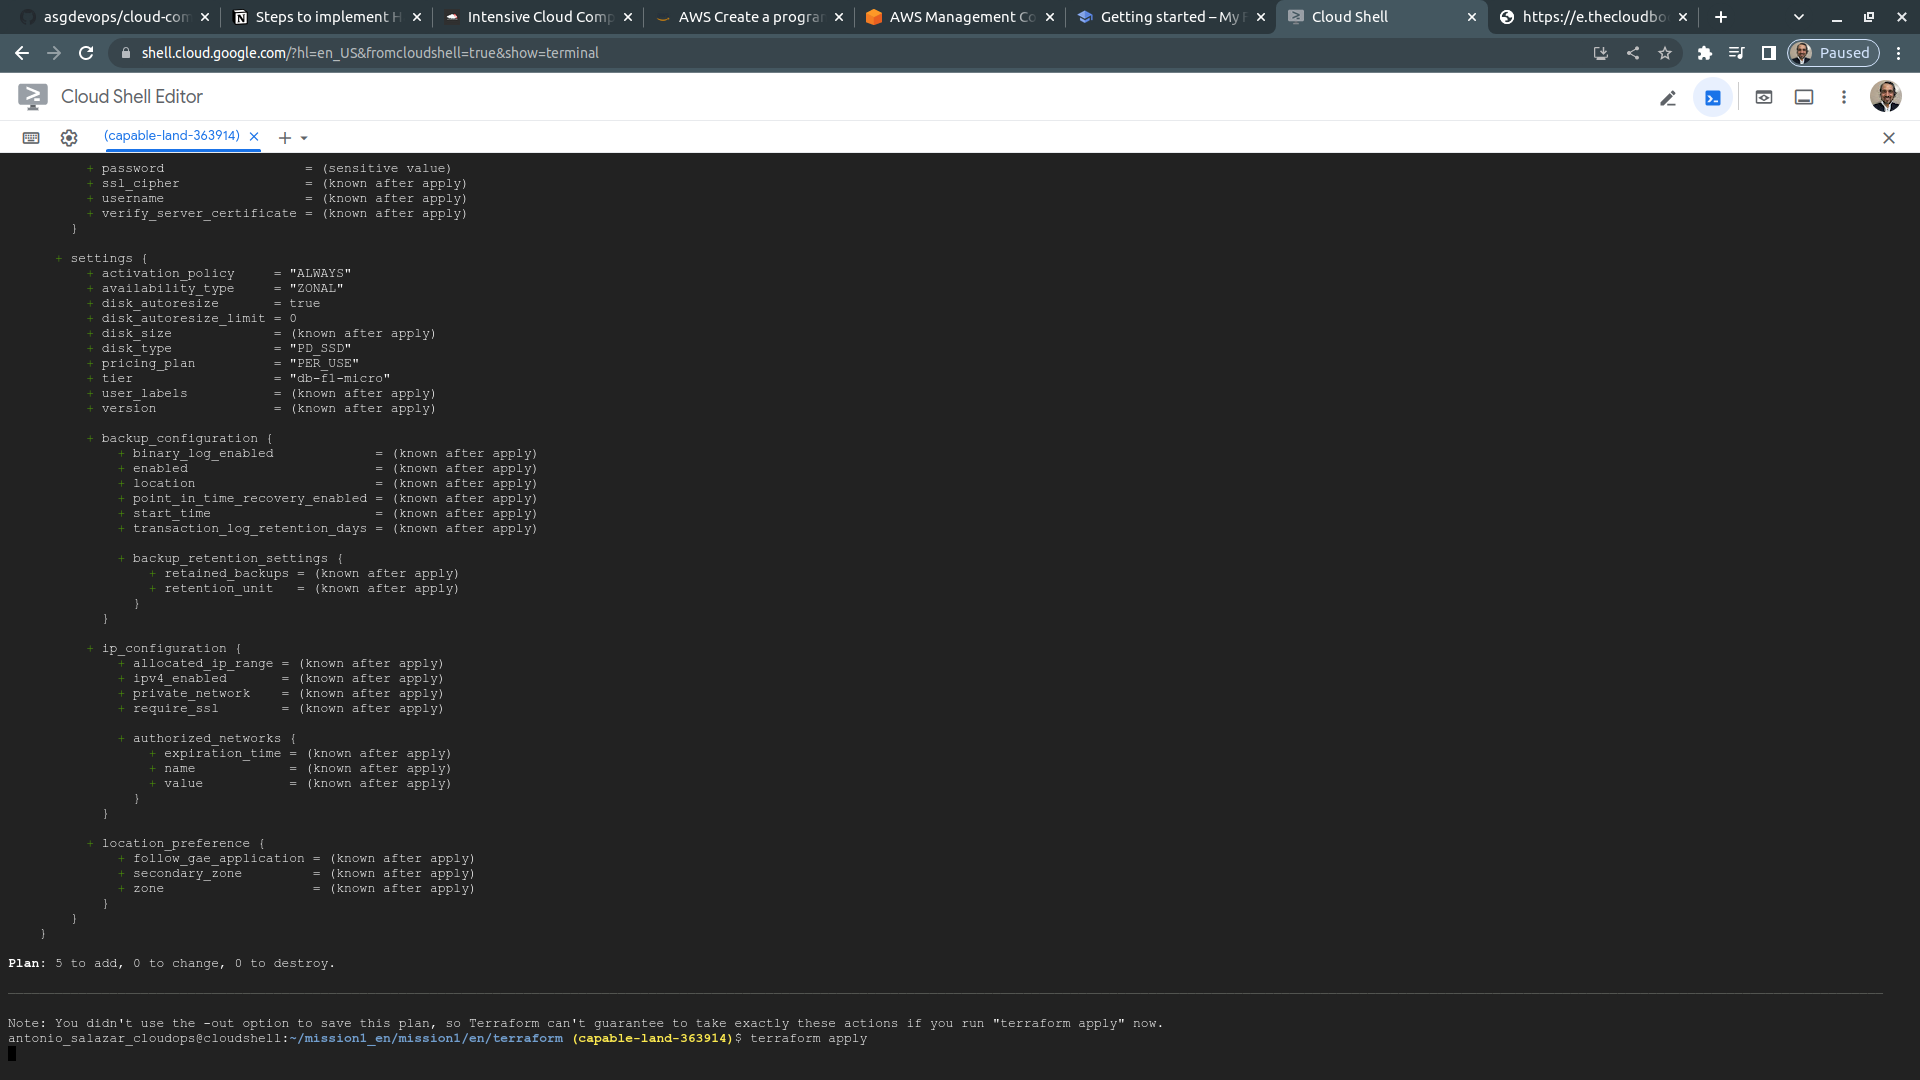 asgdevops/cloud-com
Steps to implement H
Intensive Cloud Comp
AWS Create a program
AWS Management Co
Getting started – My F
Cloud Shell
https://e.thecloudbo
shell.cloud.google.com/?hl=en_US&fromcloudshell=true&show=terminal
Paused
Cloud Shell Editor
(capable-land-363914)
+ password                  = (sensitive value)
+ ssl_cipher                = (known after apply)
+ username                  = (known after apply)
+ verify_server_certificate = (known after apply)
}
+ settings {
+ activation_policy     = "ALWAYS"
+ availability_type     = "ZONAL"
+ disk_autoresize       = true
+ disk_autoresize_limit = 0
+ disk_size             = (known after apply)
+ disk_type             = "PD_SSD"
+ pricing_plan          = "PER_USE"
+ tier                  = "db-f1-micro"
+ user_labels           = (known after apply)
+ version               = (known after apply)
+ backup_configuration {
+ binary_log_enabled             = (known after apply)
+ enabled                        = (known after apply)
+ location                       = (known after apply)
+ point_in_time_recovery_enabled = (known after apply)
+ start_time                     = (known after apply)
+ transaction_log_retention_days = (known after apply)
+ backup_retention_settings {
+ retained_backups = (known after apply)
+ retention_unit   = (known after apply)
}
}
+ ip_configuration {
+ allocated_ip_range = (known after apply)
+ ipv4_enabled       = (known after apply)
+ private_network    = (known after apply)
+ require_ssl        = (known after apply)
+ authorized_networks {
+ expiration_time = (known after apply)
+ name            = (known after apply)
+ value           = (known after apply)
}
}
+ location_preference {
+ follow_gae_application = (known after apply)
+ secondary_zone         = (known after apply)
+ zone                   = (known after apply)
}
}
}
Plan: 5 to add, 0 to change, 0 to destroy.
Note: You didn't use the -out option to save this plan, so Terraform can't guarantee to take exactly these actions if you run "terraform apply" now.
antonio_salazar_cloudops@cloudshell:~/mission1_en/mission1/en/terraform (capable-land-363914)$ terraform apply